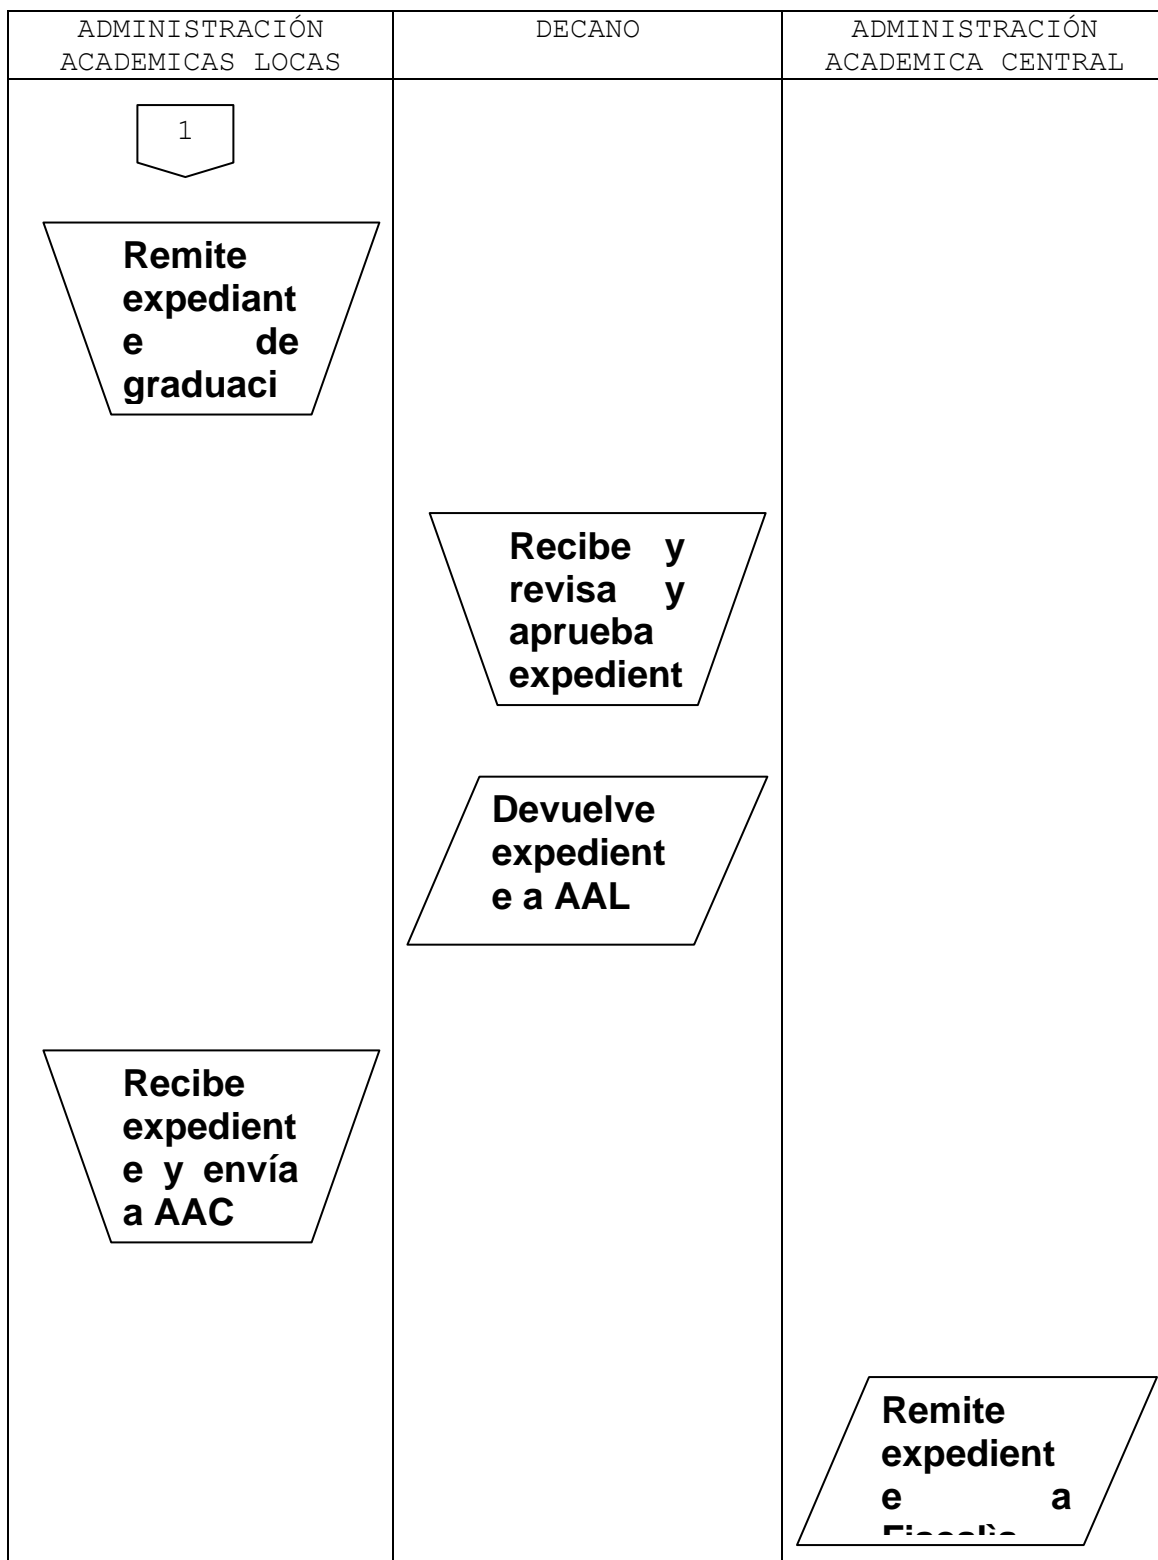 ADMINISTRACIÓN
ACADEMICAS LOCAS
DECANO
ADMINISTRACIÓN
ACADEMICA CENTRAL
1
Remite
expediant
e de
graduaci
Recibe y
revisa y
aprueba
expedient
Devuelve
expedient
e a AAL
Recibe
expedient
e y envía
a AAC
Remite
expedient
e a
Fiscalìa